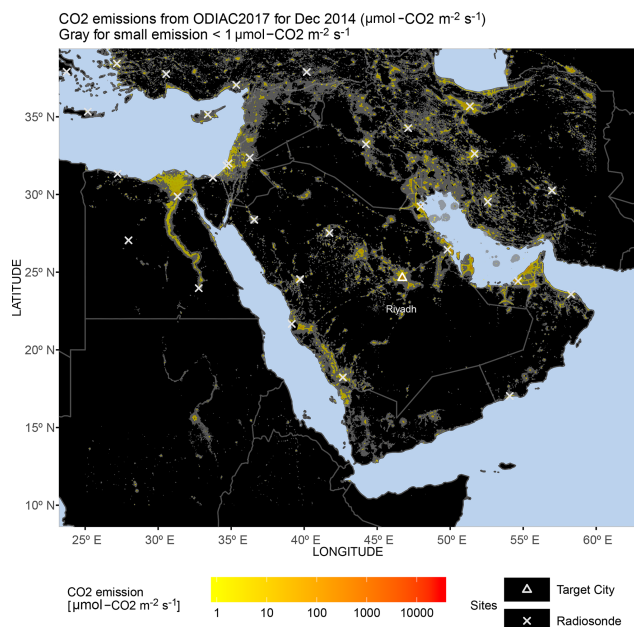 CO2 emissions from ODIAC2017 for Dec 2014 (μmol−CO2 m⁻² s⁻¹)
Gray for small emission < 1 μmol−CO2 m⁻² s⁻¹
LATITUDE
35° N
30° N
25° N
20° N
15° N
10° N
Riyadh
25° E 30° E 35° E 40° E 45° E 50° E 55° E 60° E
LONGITUDE
CO2 emission
[μmol−CO2 m⁻² s⁻¹]
1 10 100 1000 10000
Sites
Target City
Radiosonde